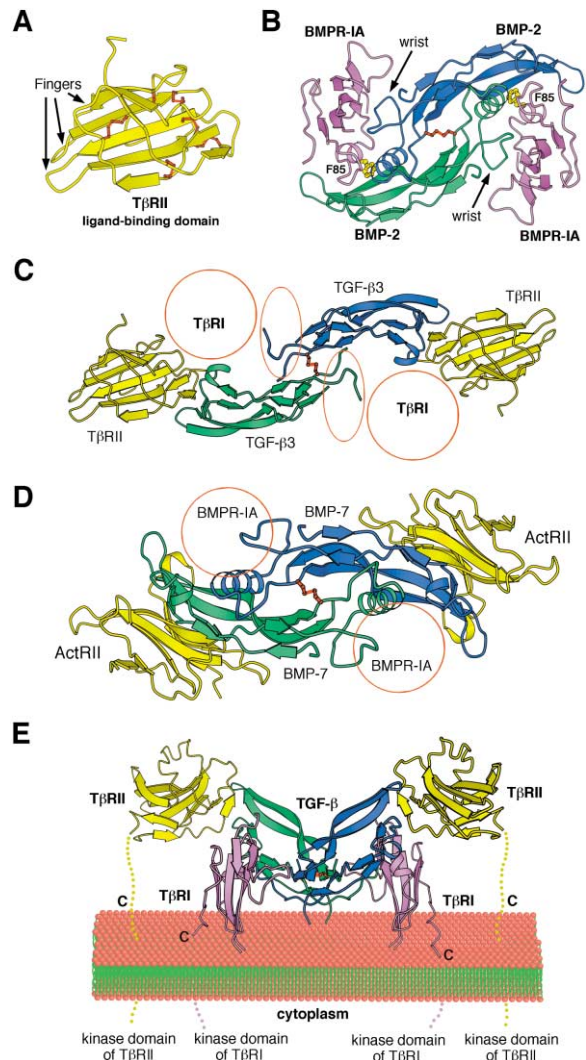 A
Fingers
TβRII
ligand-binding domain
B
BMPR-IA
BMP-2
wrist
F85
F85
wrist
BMP-2
BMPR-IA
C
TβRI
TGF-β3
TβRII
TβRII
TGF-β3
TβRI
D
BMPR-IA
BMP-7
ActRII
ActRII
BMP-7
BMPR-IA
E
TβRII
TGF-β
TβRII
C
TβRI
TβRI
C
C
C
cytoplasm
kinase domain
of TβRII
kinase domain
of TβRI
kinase domain
of TβRI
kinase domain
of TβRII